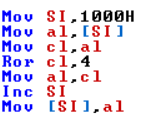 Mov SI,1000H
Mov al,[SI]
Mov cl,al
Ror cl,4
Mov al,cl
Inc SI
Mov [SI],al